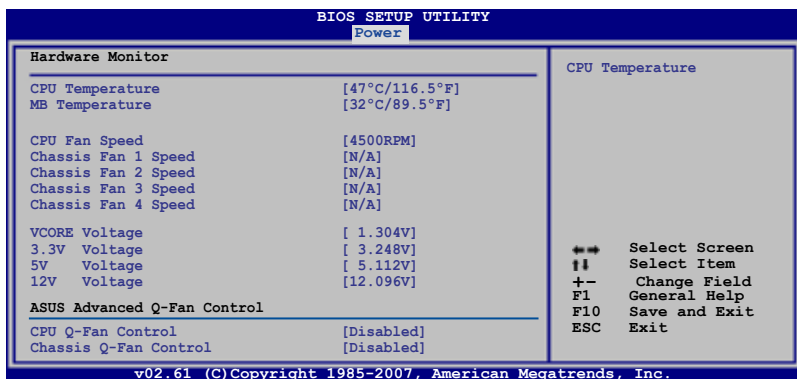 BIOS SETUP UTILITY
Power
Hardware Monitor
CPU Temperature [47°C/116.5°F]
MB Temperature [32°C/89.5°F]
CPU Fan Speed [4500RPM]
Chassis Fan 1 Speed [N/A]
Chassis Fan 2 Speed [N/A]
Chassis Fan 3 Speed [N/A]
Chassis Fan 4 Speed [N/A]
VCORE Voltage [ 1.304V]
3.3V Voltage [ 3.248V]
5V Voltage [ 5.112V]
12V Voltage [12.096V]
ASUS Advanced Q-Fan Control
CPU Q-Fan Control [Disabled]
Chassis Q-Fan Control [Disabled]
CPU Temperature
←→ Select Screen
↑↓ Select Item
+- Change Field
F1 General Help
F10 Save and Exit
ESC Exit
v02.61 (C)Copyright 1985-2007, American Megatrends, Inc.